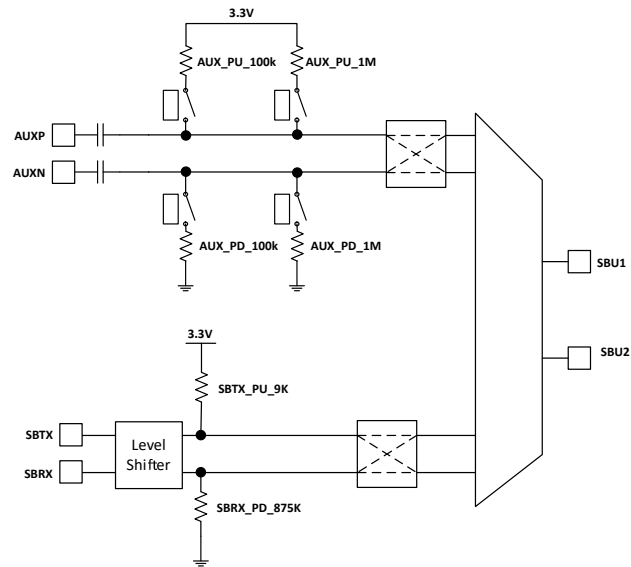 3.3V
AUX_PU_100k
AUX_PU_1M
AUXP
AUXN
AUX_PD_100k
AUX_PD_1M
SBU1
SBU2
3.3V
SBTX_PU_9K
SBTX
Level
Shifter
SBRX
SBRX_PD_875K